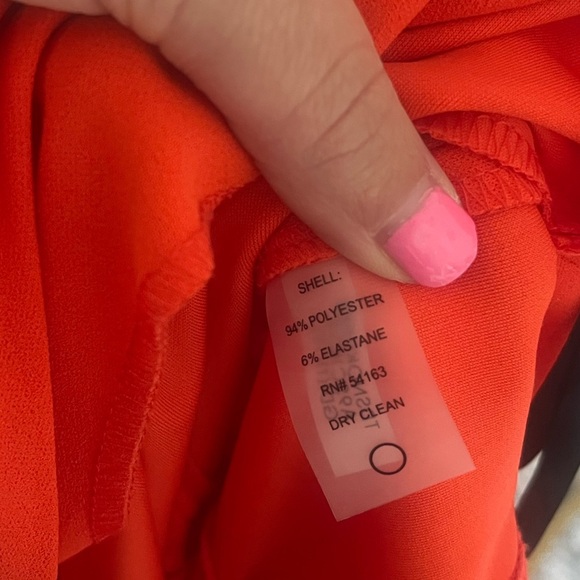 SHELL:
94% POLYESTER
6% ELASTANE
RN# 54163
DRY CLEAN